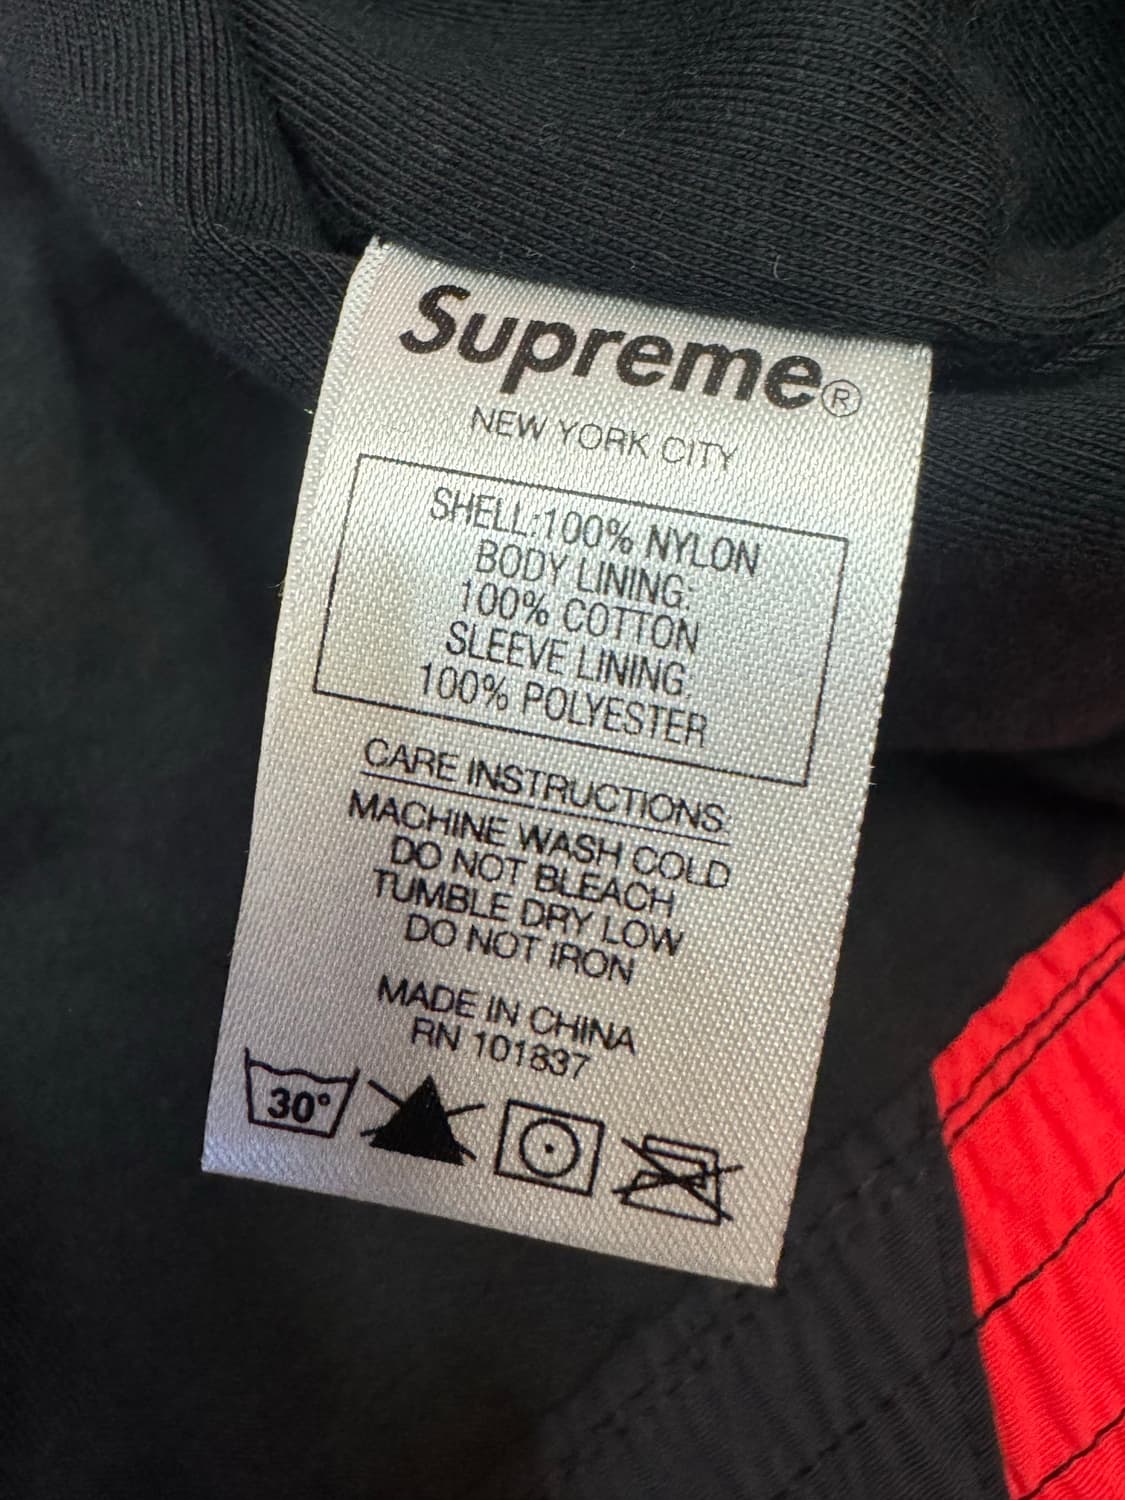 Supreme®
NEW YORK CITY
SHELL:100% NYLON
BODY LINING:
100% COTTON
SLEEVE LINING:
100% POLYESTER
CARE INSTRUCTIONS:
MACHINE WASH COLD
DO NOT BLEACH
TUMBLE DRY LOW
DO NOT IRON
MADE IN CHINA
RN 101837
30°